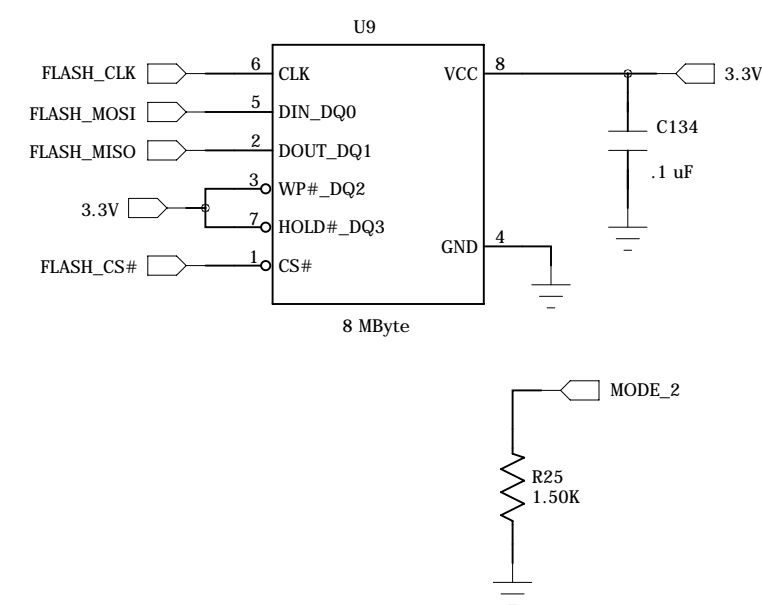 U9
FLASH_CLK 6 CLK VCC 8 3.3V
FLASH_MOSI 5 DIN_DQ0
C134
FLASH_MISO 2 DOUT_DQ1
.1 uF
3 WP#_DQ2
3.3V
7 HOLD#_DQ3
GND 4
FLASH_CS# 1 CS#
8 MByte
MODE_2
R25
1.50K